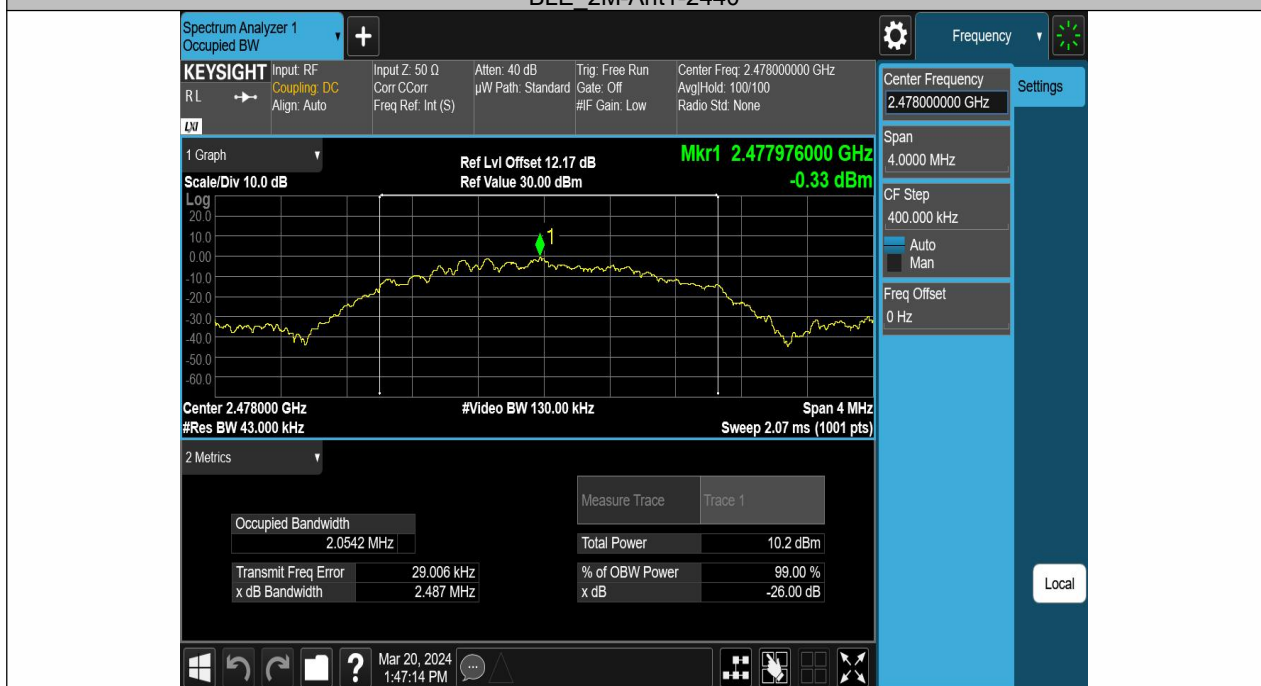 Spectrum Analyzer 1
Occupied BW
Frequency
KEYSIGHT
RL
LXI
Input: RF
Coupling: DC
Align: Auto
Input Z: 50 Ω
Corr CCorr
Freq Ref: Int (S)
Atten: 40 dB
µW Path: Standard
Trig: Free Run
Gate: Off
#IF Gain: Low
Center Freq: 2.478000000 GHz
Avg|Hold: 100/100
Radio Std: None
1 Graph
Scale/Div 10.0 dB
Ref Lvl Offset 12.17 dB
Ref Value 30.00 dBm
Mkr1 2.477976000 GHz
-0.33 dBm
Log
20.0
10.0
0.00
-10.0
-20.0
-30.0
-40.0
-50.0
-60.0
1
Center 2.478000 GHz
#Video BW 130.00 kHz
Span 4 MHz
#Res BW 43.000 kHz
Sweep 2.07 ms (1001 pts)
2 Metrics
Measure Trace
Trace 1
Occupied Bandwidth
2.0542 MHz
Total Power 10.2 dBm
Transmit Freq Error 29.006 kHz
% of OBW Power 99.00 %
x dB Bandwidth 2.487 MHz
x dB -26.00 dB
Center Frequency
2.478000000 GHz
Settings
Span
4.0000 MHz
CF Step
400.000 kHz
Auto
Man
Freq Offset
0 Hz
Local
?
Mar 20, 2024
1:47:14 PM